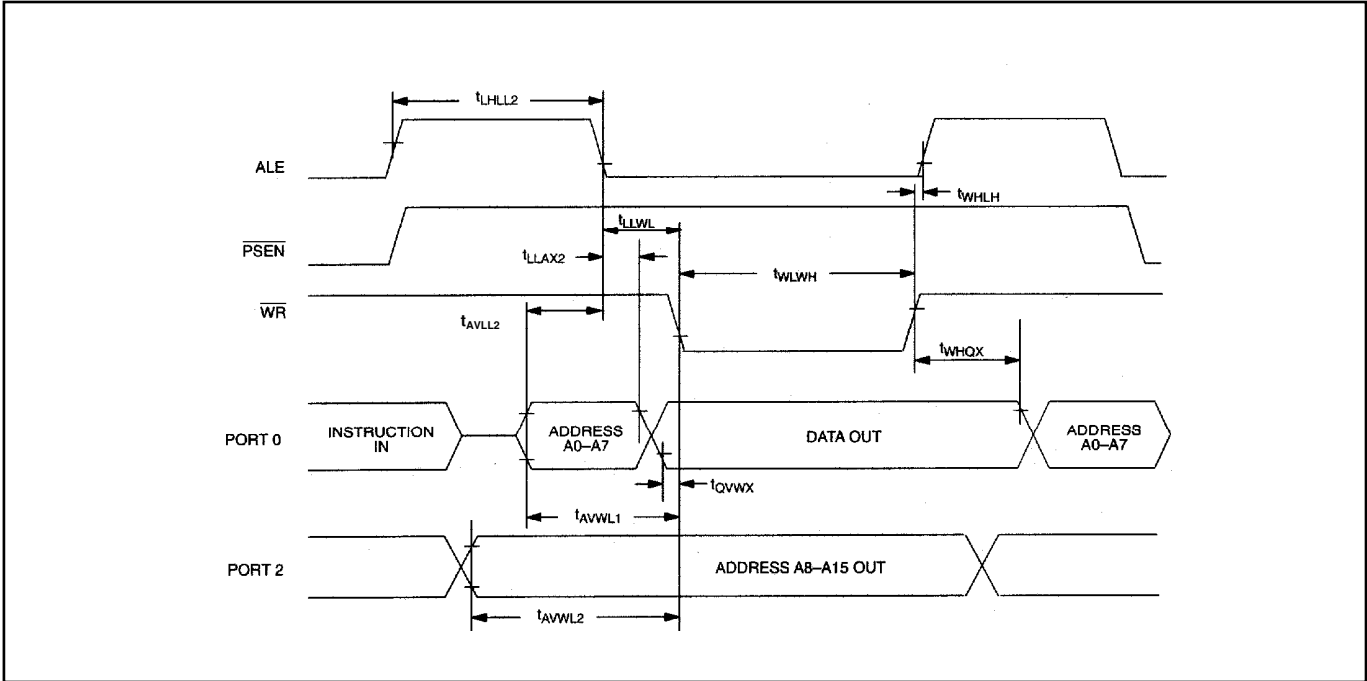 tLHLL2
ALE
tWHLH
tLLWL
PSEN
tLLAX2
tWLWH
WR
tAVLL2
tWHQX
PORT 0
INSTRUCTION
IN
ADDRESS
A0–A7
DATA OUT
ADDRESS
A0–A7
tQVWX
tAVWL1
PORT 2
ADDRESS A8–A15 OUT
tAVWL2